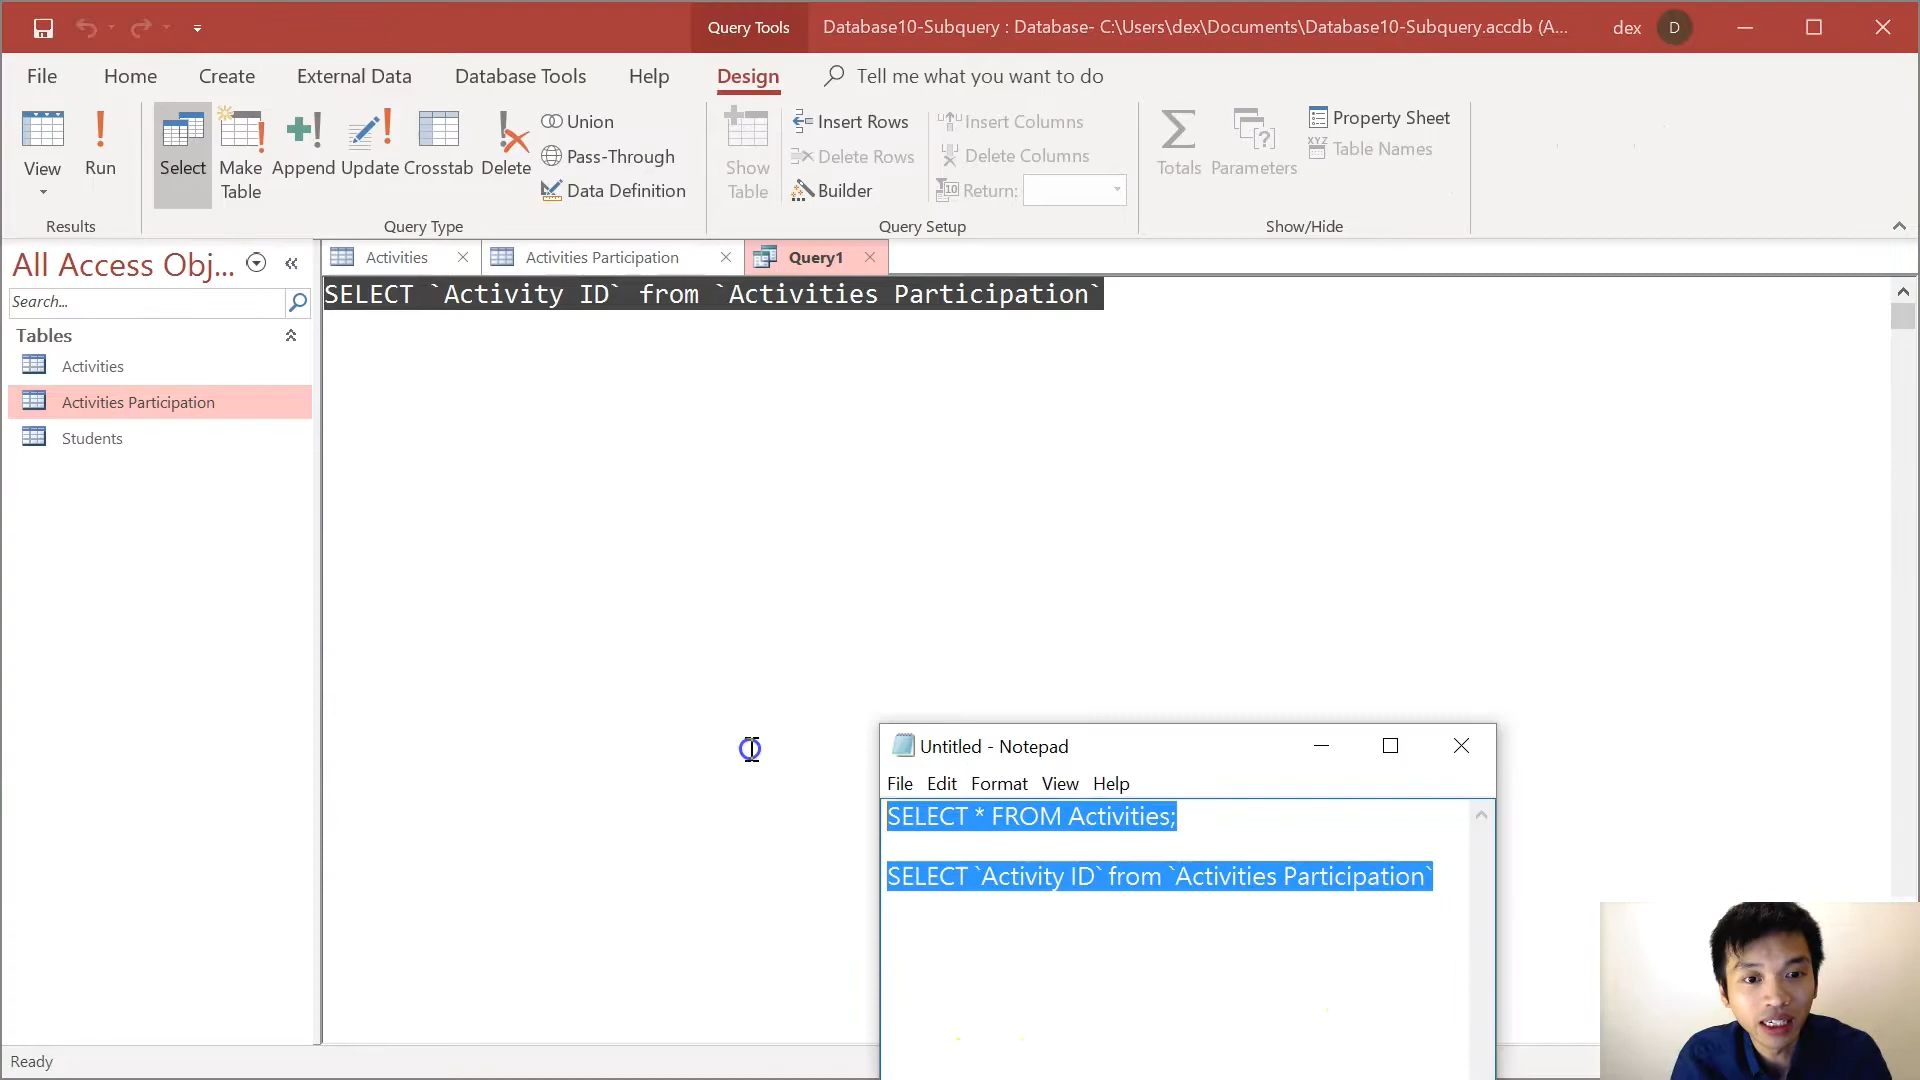 Query Tools
Database10-Subquery : Database- C:\Users\dex\Documents\Database10-Subquery.accdb (A...
dex
D
File
Home
Create
External Data
Database Tools
Help
Design
Tell me what you want to do
View
Run
Select
Make Table
Append
Update
Crosstab
Delete
Union
Pass-Through
Data Definition
Show Table
Insert Rows
Delete Rows
Builder
Insert Columns
Delete Columns
Return:
Totals
Parameters
Property Sheet
Table Names
Results
Query Type
Query Setup
Show/Hide
All Access Obj...
Search...
Tables
Activities
Activities Participation
Students
Activities
Activities Participation
Query1
SELECT `Activity ID` from `Activities Participation`
Untitled - Notepad
File Edit Format View Help
SELECT * FROM Activities;
SELECT `Activity ID` from `Activities Participation`
Ready